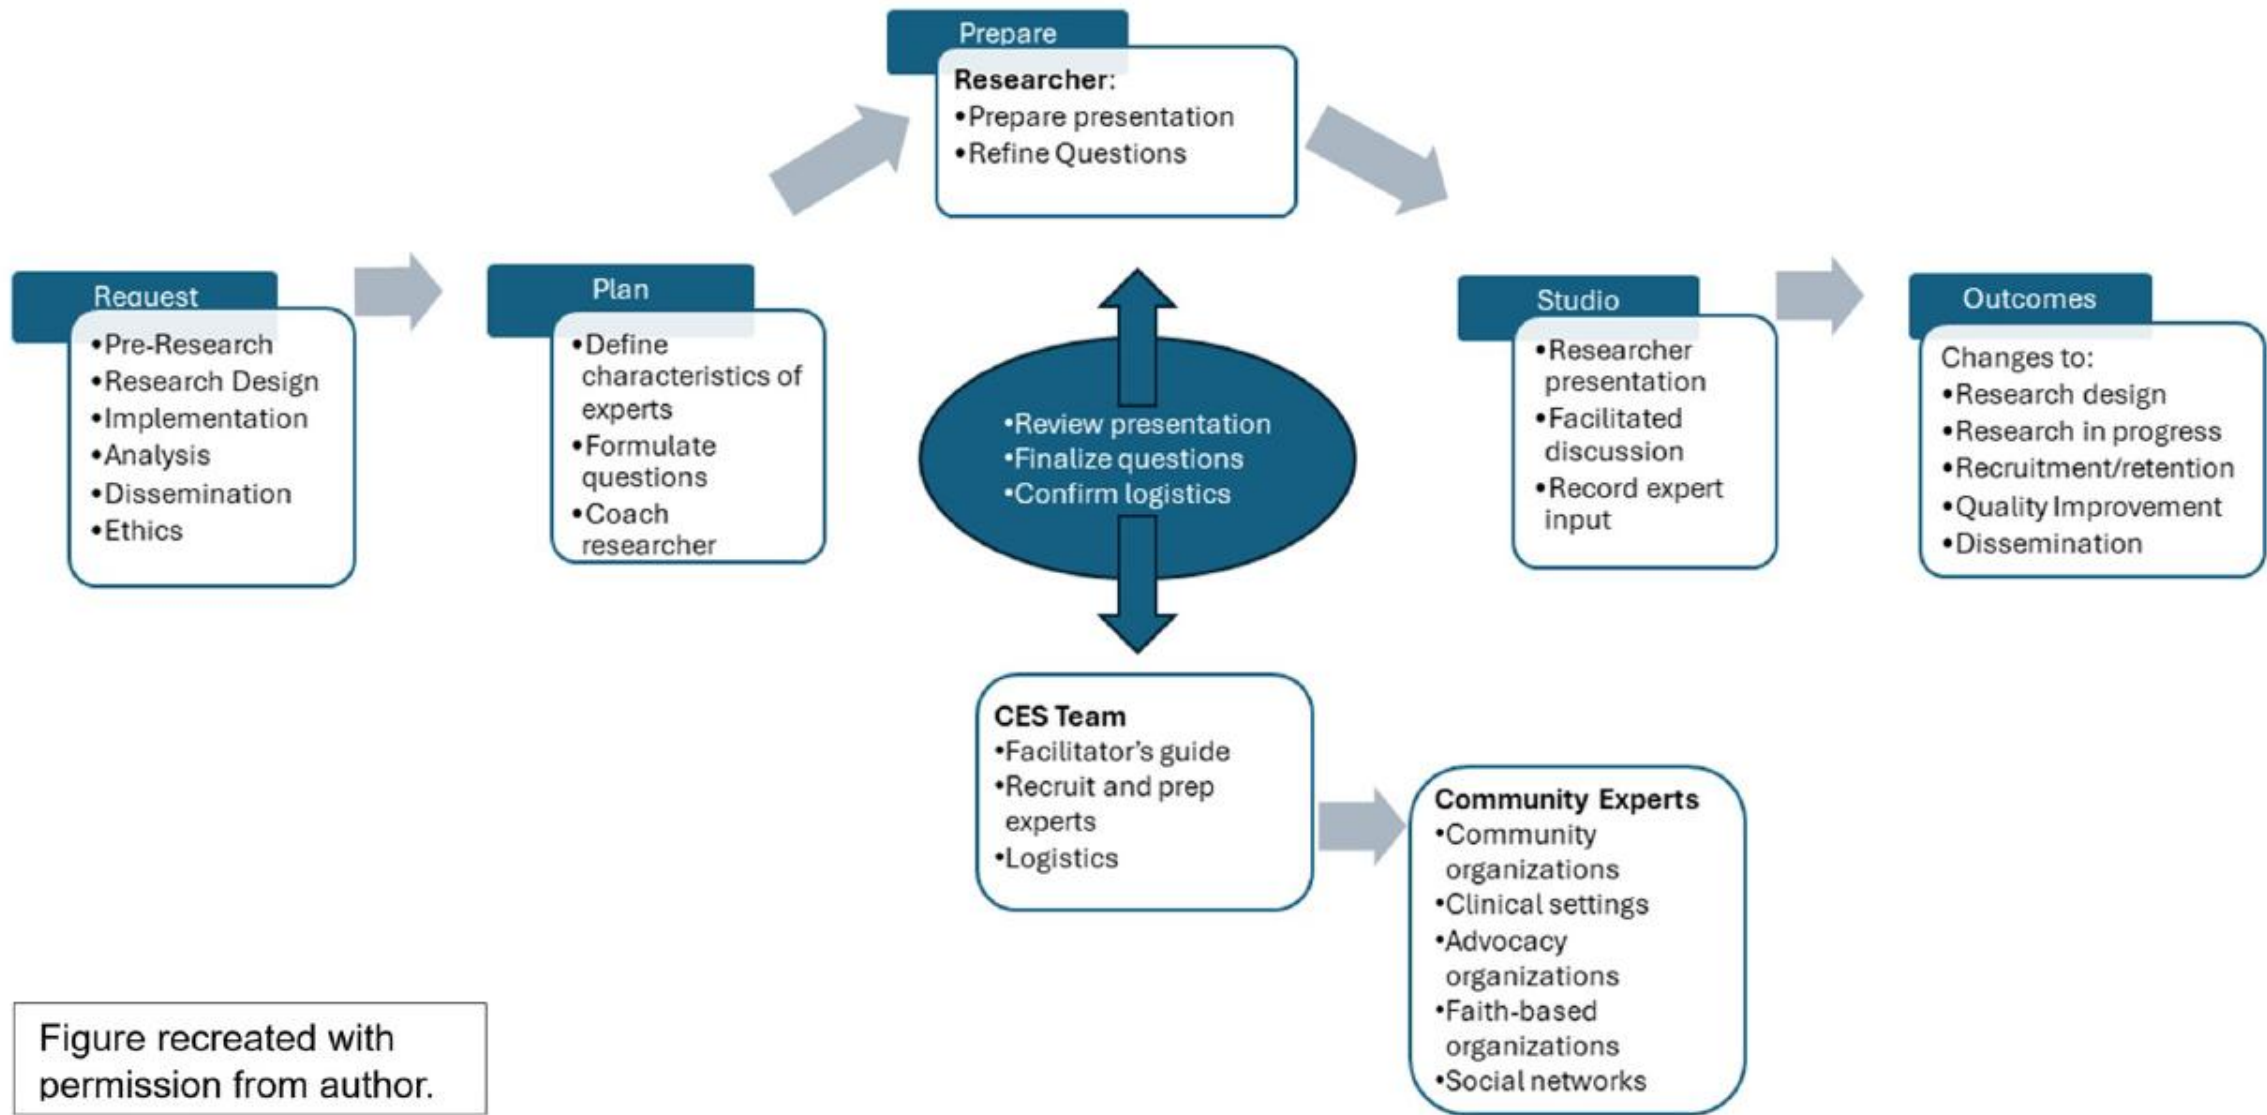 Prepare
Researcher:
•Prepare presentation
•Refine Questions
Request
•Pre-Research
•Research Design
•Implementation
•Analysis
•Dissemination
•Ethics
Plan
•Define
characteristics of
experts
•Formulate
questions
•Coach
researcher
•Review presentation
•Finalize questions
•Confirm logistics
Studio
•Researcher
presentation
•Facilitated
discussion
•Record expert
input
Outcomes
Changes to:
•Research design
•Research in progress
•Recruitment/retention
•Quality Improvement
•Dissemination
CES Team
•Facilitator’s guide
•Recruit and prep
experts
•Logistics
Community Experts
•Community
organizations
•Clinical settings
•Advocacy
organizations
•Faith-based
organizations
•Social networks
Figure recreated with
permission from author.